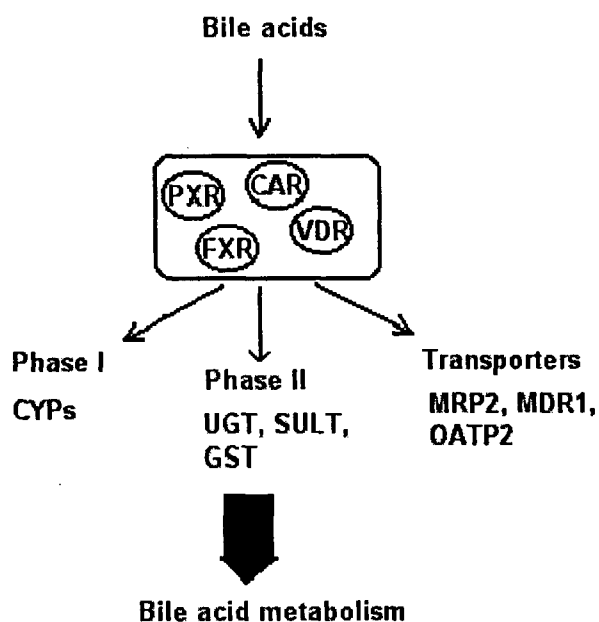 Bile acids
PXR
CAR
FXR
VDR
Phase I
CYPs
Phase II
UGT, SULT,
GST
Transporters
MRP2, MDR1,
OATP2
Bile acid metabolism